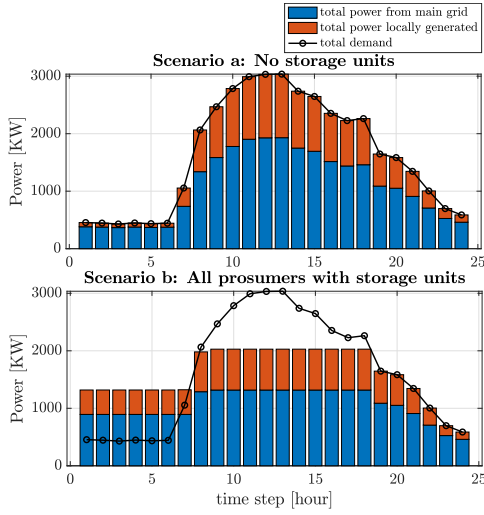 total power from main grid
total power locally generated
total demand
Scenario a: No storage units
3000
2000
1000
0
Power [KW]
0 5 10 15 20 25
Scenario b: All prosumers with storage units
3000
2000
1000
0
Power [KW]
0 5 10 15 20 25
time step [hour]